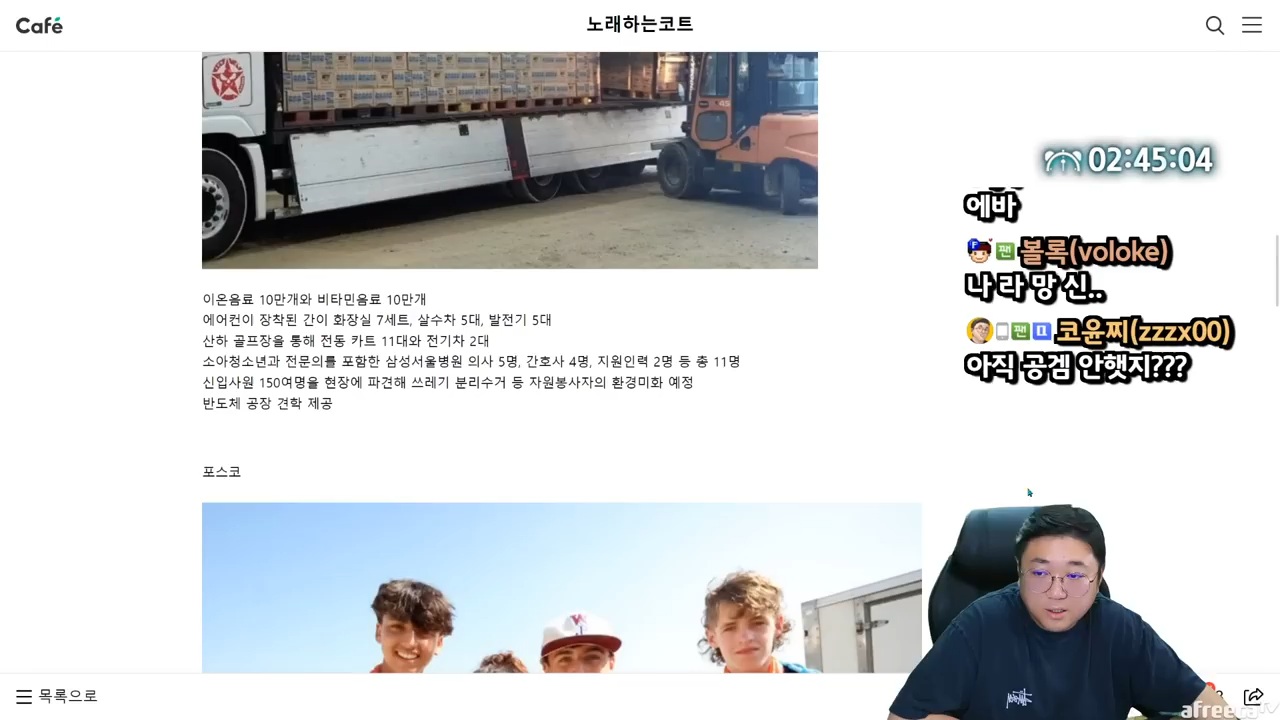 Café
노래하는코트
45
02:45:04
에바
볼록(voloke)
나 라 망 신..
코윤찌(zzzx00)
아직 공겜 안했지???
이온음료 10만개와 비타민음료 10만개
에어컨이 장착된 간이 화장실 7세트, 살수차 5대, 발전기 5대
산하 골프장을 통해 전동 카트 11대와 전기차 2대
소아청소년과 전문의를 포함한 삼성서울병원 의사 5명, 간호사 4명, 지원인력 2명 등 총 11명
신입사원 150여명을 현장에 파견해 쓰레기 분리수거 등 자원봉사자의 환경미화 예정
반도체 공장 견학 제공
포스코
목록으로
afreecaTV